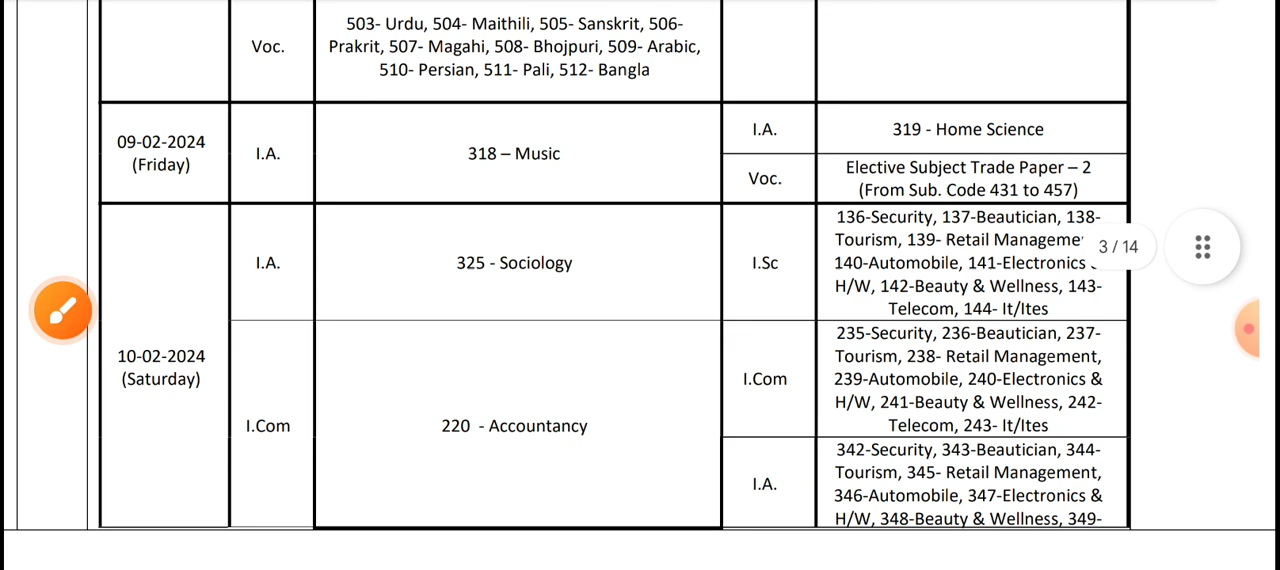 Voc.
503- Urdu, 504- Maithili, 505- Sanskrit, 506-
Prakrit, 507- Magahi, 508- Bhojpuri, 509- Arabic,
510- Persian, 511- Pali, 512- Bangla
09-02-2024
(Friday)
I.A.
318 – Music
I.A.
319 - Home Science
Voc.
Elective Subject Trade Paper – 2
(From Sub. Code 431 to 457)
10-02-2024
(Saturday)
I.A.
325 - Sociology
I.Sc
136-Security, 137-Beautician, 138-
Tourism, 139- Retail
140-Automobile, 141-Electronics
H/W, 142-Beauty & Wellness, 143-
Telecom, 144- It/Ites
3 / 14
I.Com
220 - Accountancy
I.Com
235-Security, 236-Beautician, 237-
Tourism, 238- Retail Management,
239-Automobile, 240-Electronics &
H/W, 241-Beauty & Wellness, 242-
Telecom, 243- It/Ites
I.A.
342-Security, 343-Beautician, 344-
Tourism, 345- Retail Management,
346-Automobile, 347-Electronics &
H/W, 348-Beauty & Wellness, 349-